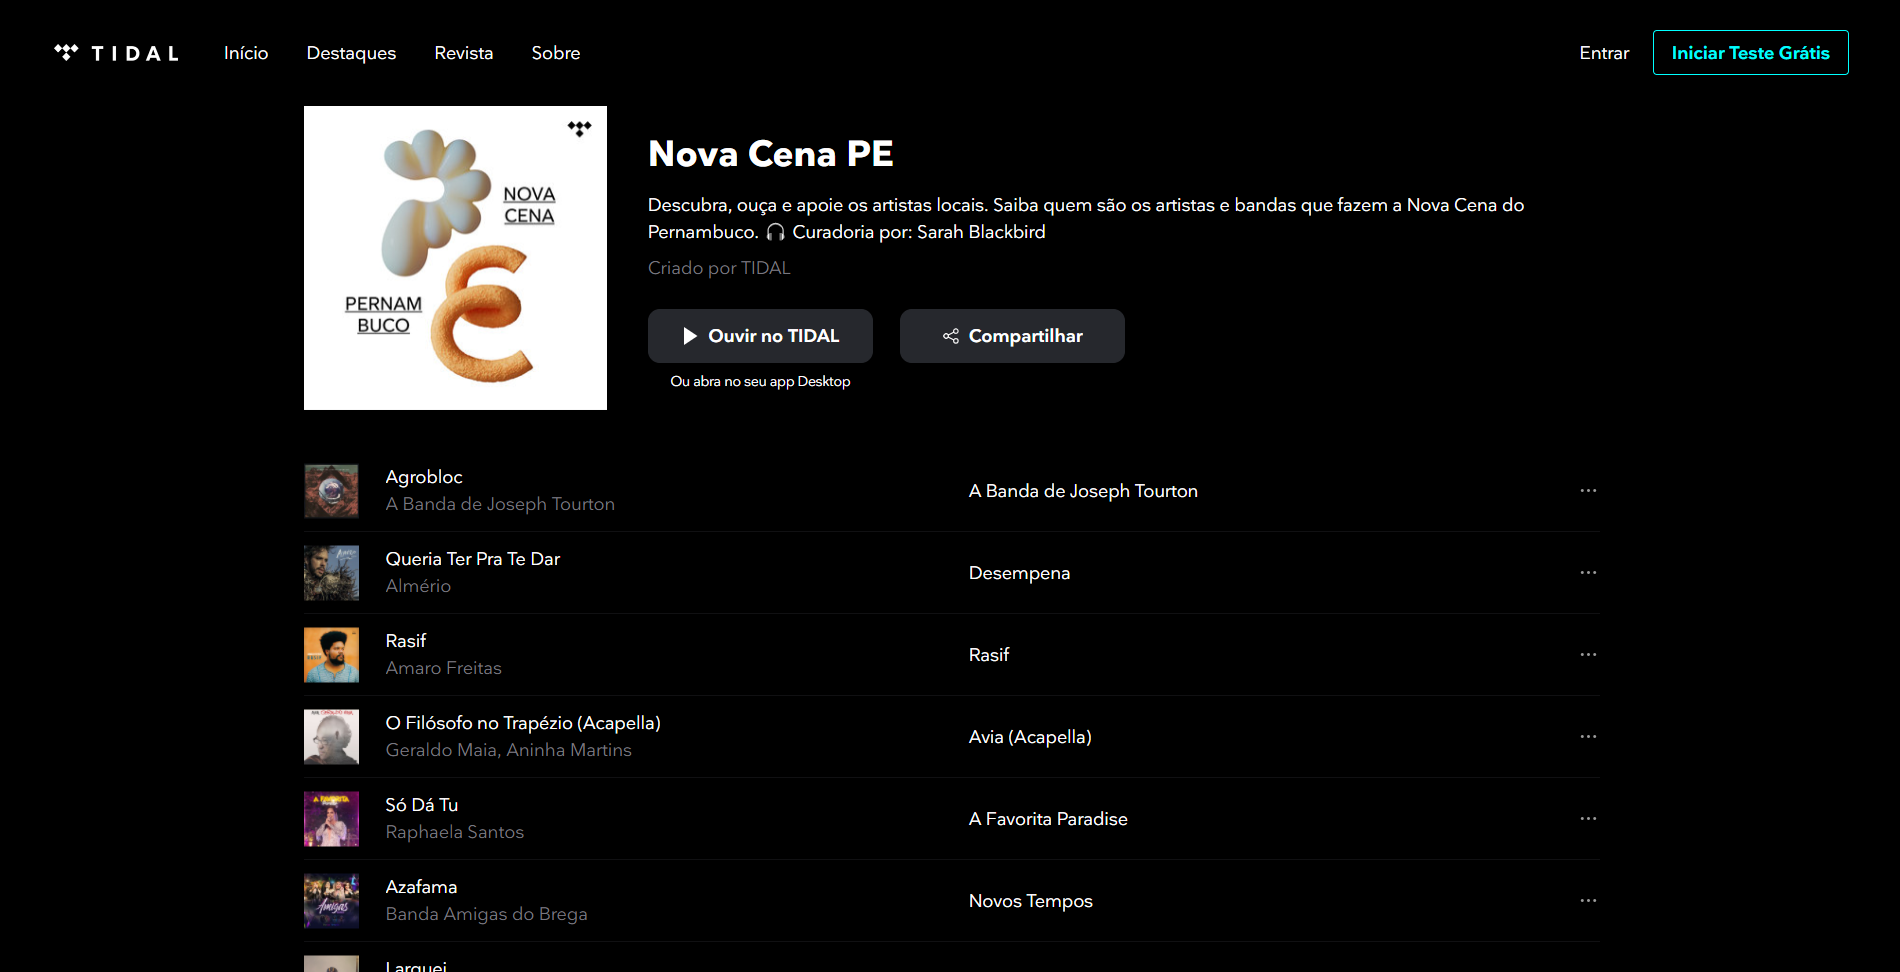 TIDAL
Início
Destaques
Revista
Sobre
Entrar
Iniciar Teste Grátis
NOVA
CENA
PERNAM
BUCO
Nova Cena PE
Descubra, ouça e apoie os artistas locais. Saiba quem são os artistas e bandas que fazem a Nova Cena do
Pernambuco. 🎧 Curadoria por: Sarah Blackbird
Criado por TIDAL
Ouvir no TIDAL
Compartilhar
Ou abra no seu app Desktop
Agrobloc
A Banda de Joseph Tourton
A Banda de Joseph Tourton
Queria Ter Pra Te Dar
Almério
Desempena
Rasif
Amaro Freitas
Rasif
O Filósofo no Trapézio (Acapella)
Geraldo Maia, Aninha Martins
Avia (Acapella)
A FAVORITA
Só Dá Tu
Raphaela Santos
A Favorita Paradise
Amigas
Azafama
Banda Amigas do Brega
Novos Tempos
Larguei